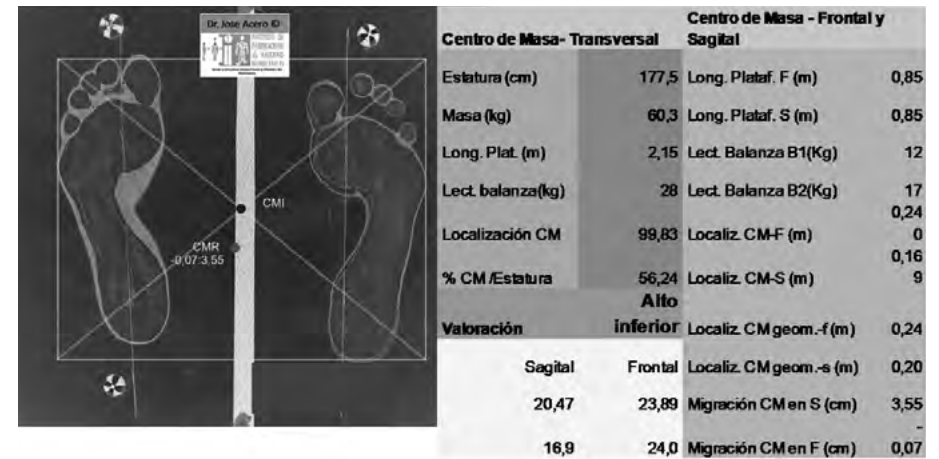 Dr. Jose Acero ©
CMI
CMR
-0,07:3.55
Centro de Masa- Transversal
Centro de Masa - Frontal y
Sagital
Estatura (cm) 177,5 Long. Plataf. F (m) 0,85
Masa (kg) 60,3 Long. Plataf. S (m) 0,85
Long. Plat. (m) 2,15 Lect. Balanza B1(Kg) 12
Lect. balanza(kg) 28 Lect. Balanza B2(Kg) 17
0,24
Localización CM 99,83 Localiz. CM-F (m) 0
0,16
% CM /Estatura 56,24 Localiz. CM-S (m) 9
Alto
Valoración inferior Localiz. CM geom.-f (m) 0,24
Sagital Frontal Localiz. CM geom.-s (m) 0,20
20,47 23,89 Migración CM en S (cm) 3,55
-
16,9 24,0 Migración CM en F (cm) 0,07